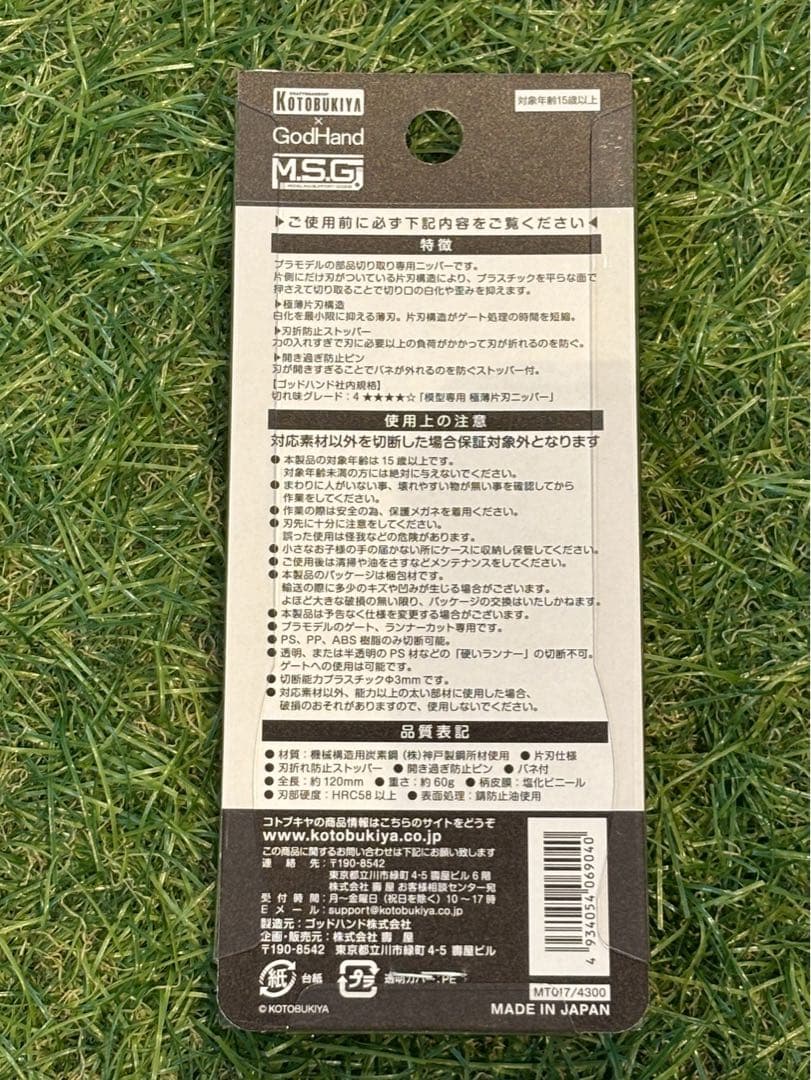 KOTOBUKIYA
×
GodHand
M.S.G
対象年齢15歳以上
▶ご使用前に必ず下記内容をご覧ください◀
特徴
プラモデルの部品切り取り専用ニッパーです。
片側にだけ刃がついている片刃構造により、プラスチックを平らな面で
押さえて切り取ることで切り口の白化や歪みを抑えます。
▶極薄片刃構造
白化を最小限に抑える薄刃。片刃構造がゲート処理の時間を短縮。
▶刃折防止ストッパー
力の入れすぎで刃に必要以上の負荷がかかって刃が折れるのを防ぐ。
▶開き過ぎ防止ピン
刃が開きすぎることでバネが外れるのを防ぐストッパー付。
【ゴッドハンド社内規格】
切れ味グレード：4 ★★★★☆「模型専用 極薄片刃ニッパー」
使用上の注意
対応素材以外を切断した場合保証対象外となります
● 本製品の対象年齢は15歳以上です。
対象年齢未満の方には絶対に与えないでください。
● まわりに人がいない事、壊れやすい物が無い事を確認してから
作業をしてください。
● 作業の際は安全の為、保護メガネを着用ください。
● 刃先に十分に注意をしてください。
誤った使用は怪我などの危険があります。
● 小さなお子様の手の届かない所にケースに収納し保管してください。
● ご使用後は清掃や油をさすなどメンテナンスをしてください。
● 本製品のパッケージは梱包材です。
輸送の際に多少のキズや凹みが生じる場合がございます。
よほど大きな破損の無い限り、パッケージの交換はいたしかねます。
● 本製品は予告なく仕様を変更する場合がございます。
● プラモデルのゲート、ランナーカット専用です。
● PS、PP、ABS 樹脂のみ切断可能。
● 透明、または半透明の PS 材などの「硬いランナー」の切断不可。
ゲートへの使用は可能です。
● 切断能力プラスチックΦ3mmです。
● 対応素材以外、能力以上の太い部材に使用した場合、
破損のおそれがありますので、使用しないでください。
品質表記
● 材質：機械構造用炭素鋼 (株)神戸製鋼所材使用 ● 片刃仕様
● 刃折れ防止ストッパー ● 開き過ぎ防止ピン ● バネ付
● 全長：約120mm ● 重さ：約60g ● 柄皮膜：塩化ビニール
● 刃部硬度：HRC58以上 ● 表面処理：錆防止油使用
コトブキヤの商品情報はこちらのサイトをどうぞ
www.kotobukiya.co.jp
この商品に関するお問い合わせは下記にお願い致します
連絡先：〒190-8542
東京都立川市緑町4-5 壽屋ビル6階
株式会社 壽屋 お客様相談センター宛
受付時間：月〜金曜日(祝日を除く)10〜17時
Eメール：support@kotobukiya.co.jp
製造元：ゴッドハンド株式会社
企画・販売元：株式会社 壽 屋
〒190-8542 東京都立川市緑町4-5 壽屋ビル
紙 台紙 プラ 透明カバー：PE
© KOTOBUKIYA
4 934054 069040
MT017/4300
MADE IN JAPAN